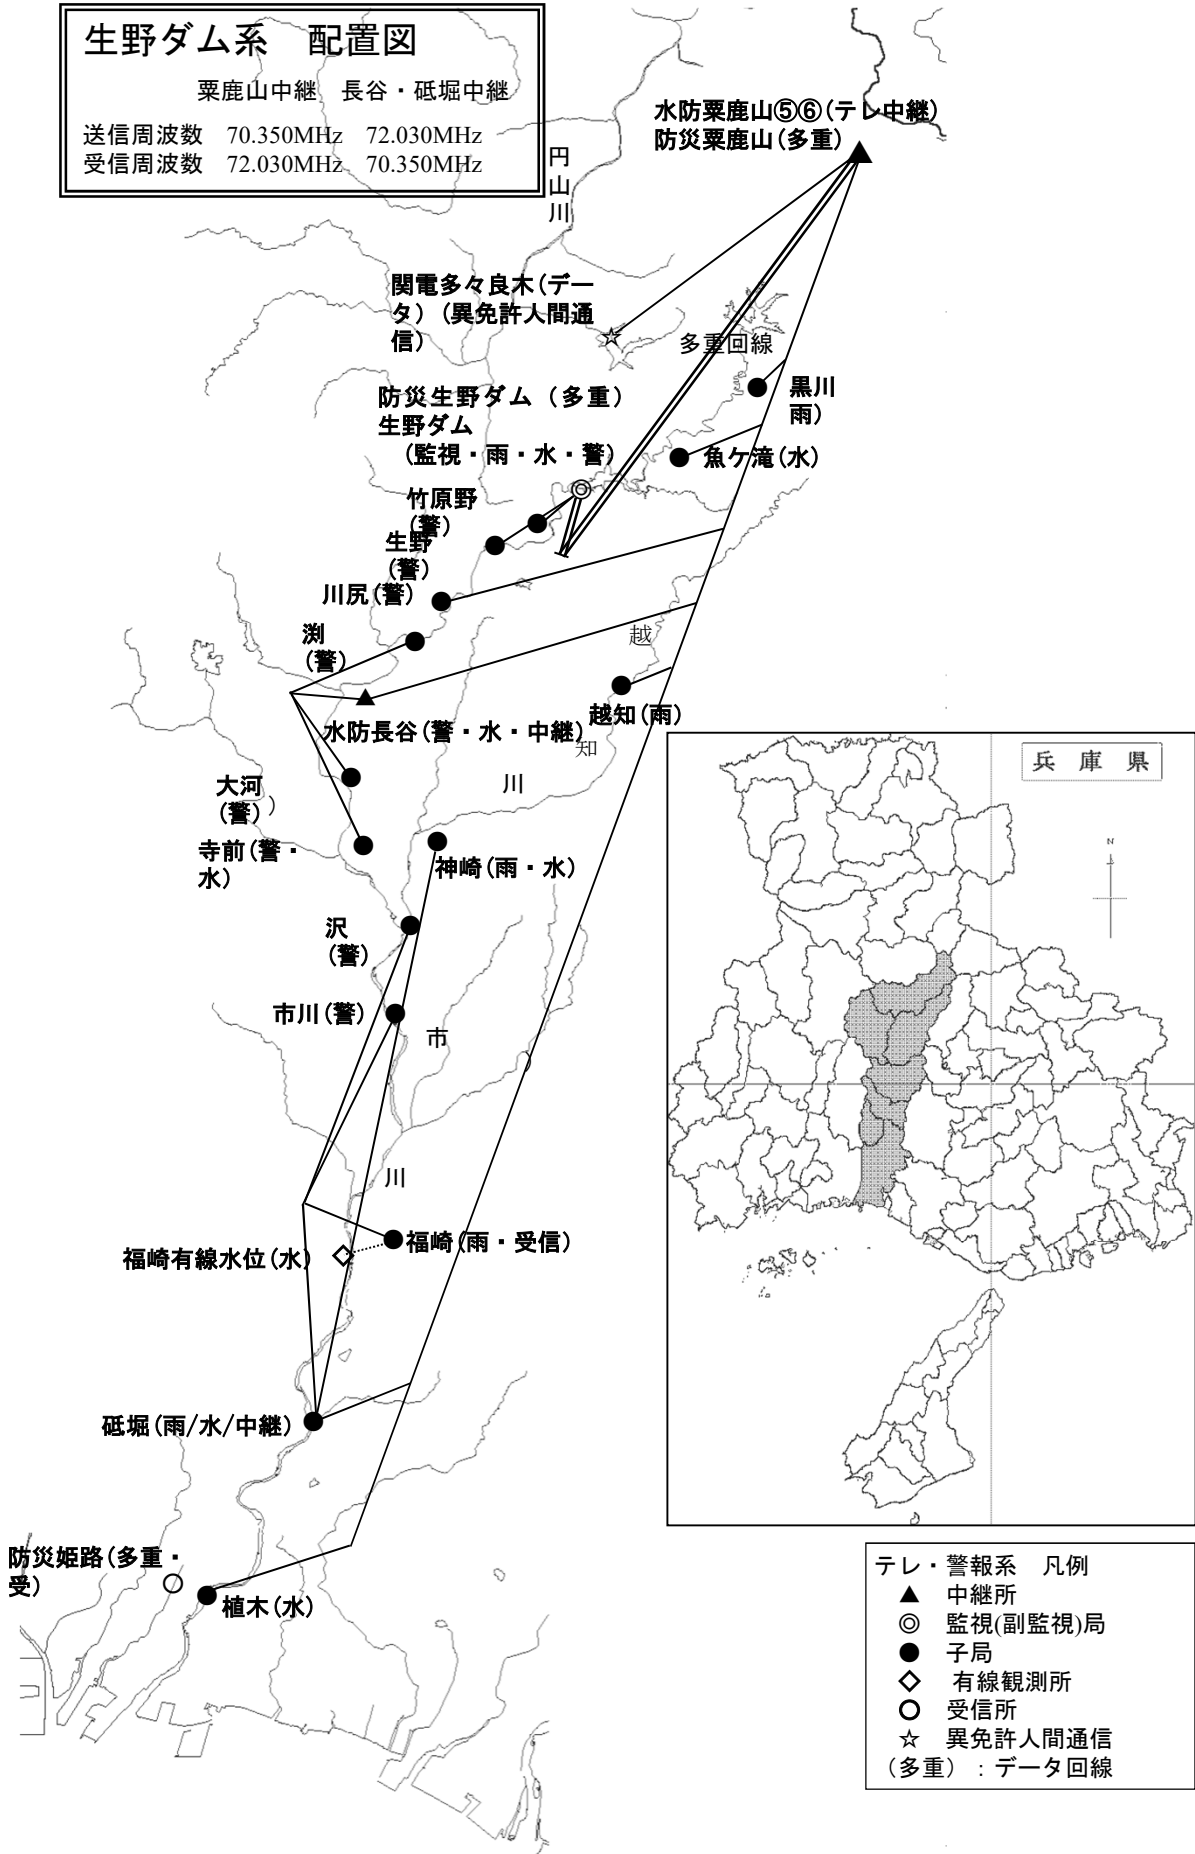 生野ダム系　配置図
粟鹿山中継　長谷・砥堀中継
送信周波数　70.350MHz　72.030MHz
受信周波数　72.030MHz　70.350MHz
水防粟鹿山⑤⑥(テレ中継)
防災粟鹿山(多重)
円
山
川
関電多々良木(デー
タ)(異免許人間通
信)
多重回線
黒川
雨)
防災生野ダム（多重）
生野ダム
（監視・雨・水・警）
魚ケ滝(水)
竹原野
(警)
生野
(警)
川尻(警)
渕
(警)
越
越知(雨)
水防長谷(警・水・中継)
知
川
大河
(警)
）
寺前(警・
水)
神崎(雨・水)
沢
(警)
市川(警)
市
川
福崎有線水位(水)
福崎(雨・受信)
砥堀(雨/水/中継)
防災姫路(多重・
受)
植木(水)
兵　庫　県
N
テレ・警報系　凡例
▲　中継所
◎　監視(副監視)局
●　子局
◇　有線観測所
○　受信所
☆　異免許人間通信
（多重）：データ回線